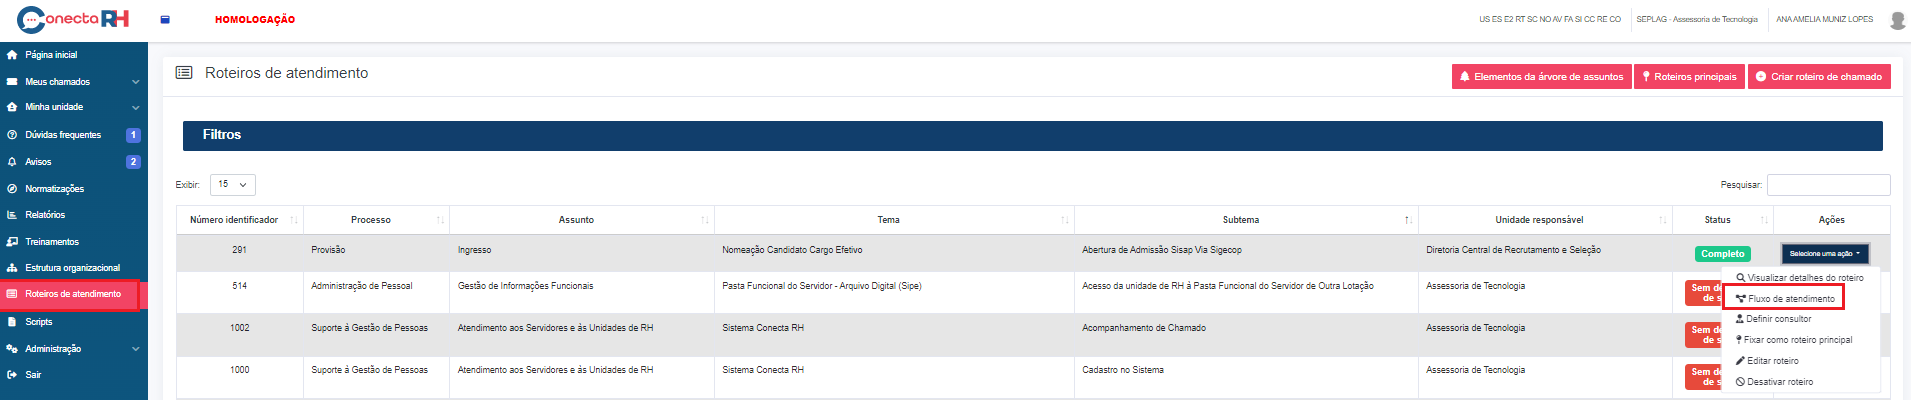 Conecta RH
HOMOLOGAÇÃO
US ES E2 RT SC NO AV FA SI CC RE CO
SEPLAG - Assessoria de Tecnologia
ANA AMELIA MUNIZ LOPES
Página inicial
Meus chamados
Minha unidade
Dúvidas frequentes 1
Avisos 2
Normatizações
Relatórios
Treinamentos
Estrutura organizacional
Roteiros de atendimento
Scripts
Administração
Sair
Roteiros de atendimento
Elementos da árvore de assuntos
Roteiros principais
Criar roteiro de chamado
Filtros
Exibir: 15
Pesquisar:
Número identificador Processo Assunto Tema Subtema Unidade responsável Status Ações
291 Provisão Ingresso Nomeação Candidato Cargo Efetivo Abertura de Admissão Sisap Via Sigecop Diretoria Central de Recrutamento e Seleção Completo Selecione uma ação
514 Administração de Pessoal Gestão de Informações Funcionais Pasta Funcional do Servidor - Arquivo Digital (Sipe) Acesso da unidade de RH à Pasta Funcional do Servidor de Outra Lotação Assessoria de Tecnologia Sem de
de s
1002 Suporte à Gestão de Pessoas Atendimento aos Servidores e às Unidades de RH Sistema Conecta RH Acompanhamento de Chamado Assessoria de Tecnologia Sem de
de s
1000 Suporte à Gestão de Pessoas Atendimento aos Servidores e às Unidades de RH Sistema Conecta RH Cadastro no Sistema Assessoria de Tecnologia Sem de
de s
Visualizar detalhes do roteiro
Fluxo de atendimento
Definir consultor
Fixar como roteiro principal
Editar roteiro
Desativar roteiro